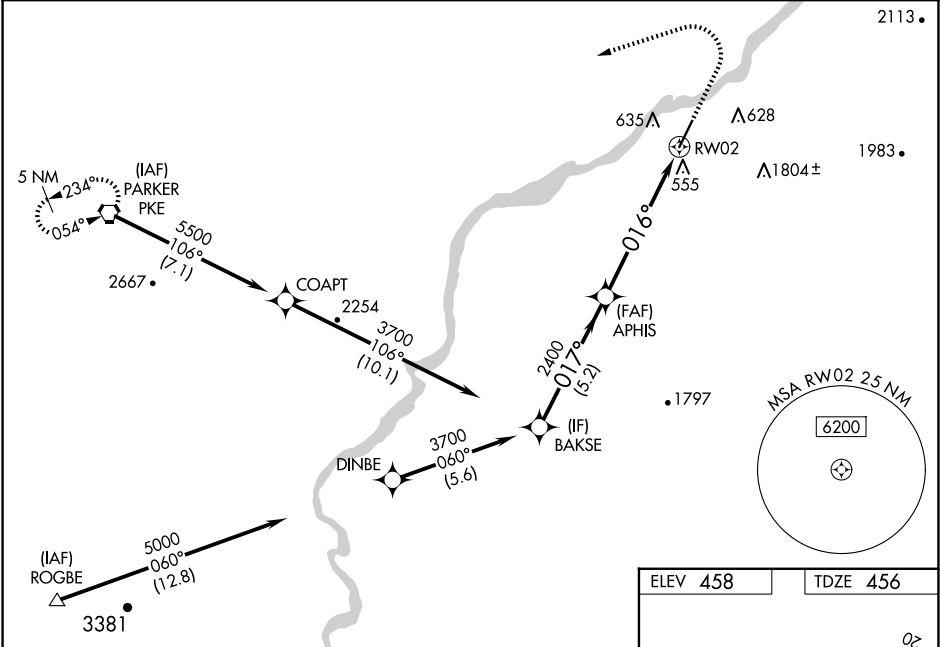 2113
635
628
RW02
1983
1804±
555
5 NM
234°
054°
(IAF)
PARKER
PKE
5500
106°
(7.1)
016°
2667
COAPT
2254
3700
106°
(10.1)
(FAF)
APHIS
2400
017°
(5.2)
1797
MSA RW02 25 NM
6200
(IF)
BAKSE
DINBE
3700
060°
(5.6)
(IAF)
ROGBE
5000
060°
(12.8)
3381
ELEV 458
TDZE 456
20